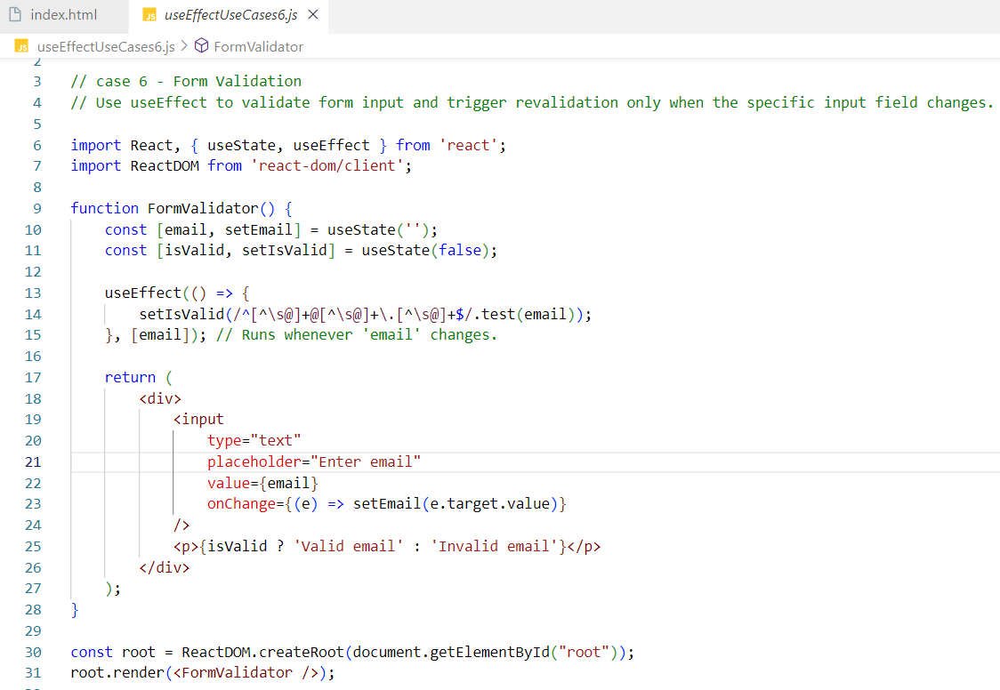 index.html
JS useEffectUseCases6.js
JS useEffectUseCases6.js > FormValidator
2
3 // case 6 - Form Validation
4 // Use useEffect to validate form input and trigger revalidation only when the specific input field changes.
5
6 import React, { useState, useEffect } from 'react';
7 import ReactDOM from 'react-dom/client';
8
9 function FormValidator() {
10     const [email, setEmail] = useState('');
11     const [isValid, setIsValid] = useState(false);
12
13     useEffect(() => {
14         setIsValid(/^[^\s@]+@[^\s@]+\.[^\s@]+$/.test(email));
15     }, [email]); // Runs whenever 'email' changes.
16
17     return (
18         <div>
19             <input
20                 type="text"
21                 placeholder="Enter email"
22                 value={email}
23                 onChange={(e) => setEmail(e.target.value)}
24             />
25             <p>{isValid ? 'Valid email' : 'Invalid email'}</p>
26         </div>
27     );
28 }
29
30 const root = ReactDOM.createRoot(document.getElementById("root"));
31 root.render(<FormValidator />);